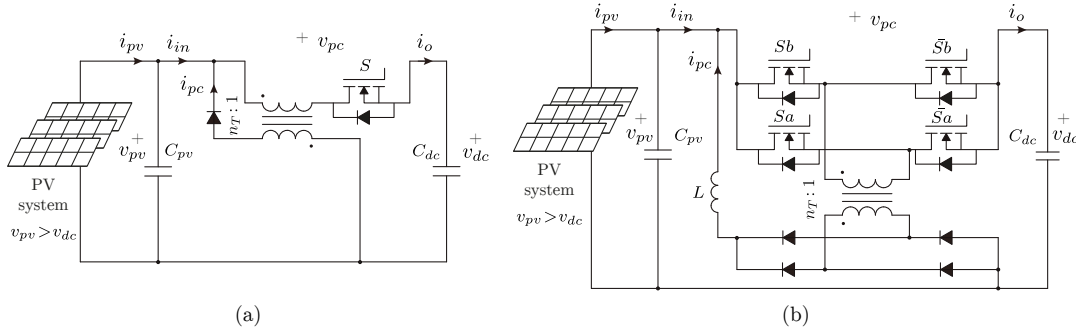 i_pv
i_in
+ v_pc
S
i_o
i_pc
n_T : 1
+
v_pv
C_pv
C_dc
+
v_dc
PV
system
v_pv > v_dc
(a)
i_pv
i_in
+ v_pc
i_o
i_pc
Sb
S̄b
Sa
S̄a
+
v_pv
C_pv
C_dc
+
v_dc
L
n_T : 1
PV
system
v_pv > v_dc
(b)